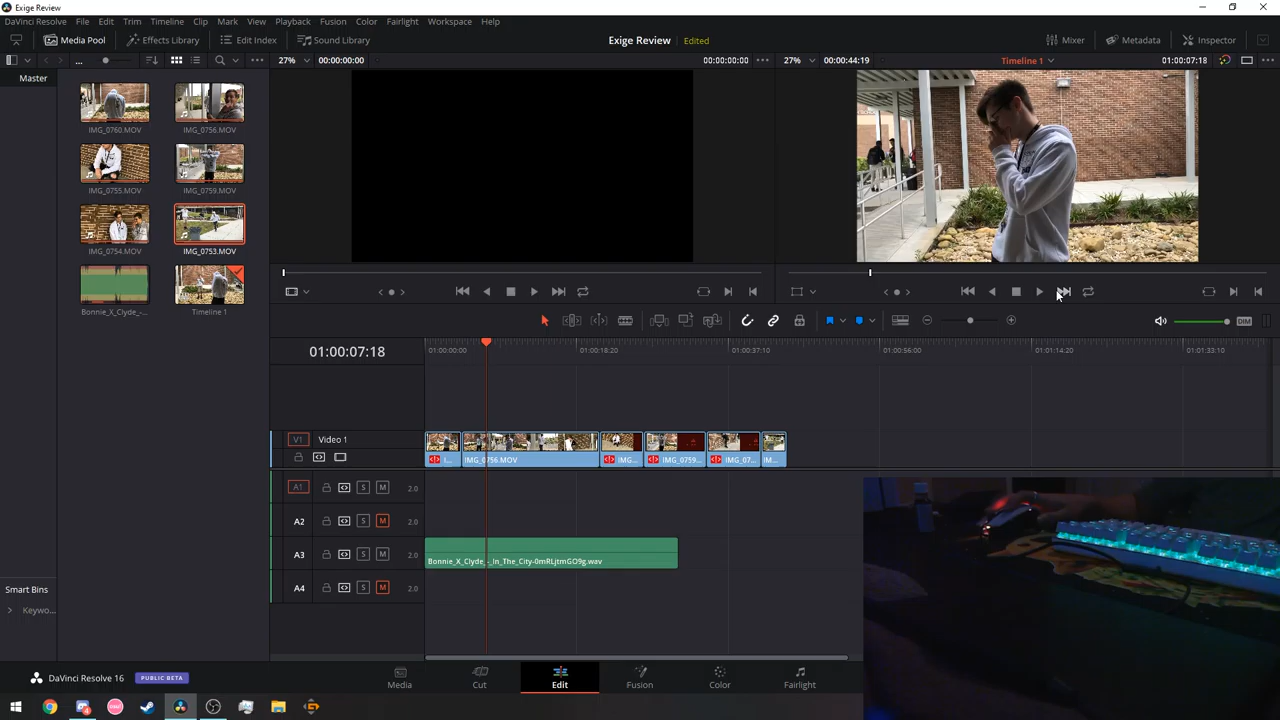 Exige Review
DaVinci Resolve File Edit Trim Timeline Clip Mark View Playback Fusion Color Fairlight Workspace Help
Media Pool Effects Library Edit Index Sound Library Exige Review Edited Mixer Metadata Inspector
... 27% 00:00:00:00 00:00:00:00 27% 00:00:44:19 Timeline 1 01:00:07:18
Master
IMG_0760.MOV IMG_0756.MOV
IMG_0755.MOV IMG_0759.MOV
IMG_0754.MOV IMG_0753.MOV
Bonnie_X_Clyde_-... Timeline 1
DIM
01:00:07:18 01:00:00:00 01:00:18:20 01:00:37:10 01:00:56:00 01:01:14:20 01:01:33:10
V1 Video 1
I... IMG_0756.MOV IMG... IMG_0759... IMG_07... IM...
A1 S M 2.0
A2 S M 2.0
A3 S M 2.0
Bonnie_X_Clyde_-_In_The_City-0mRLjtmGO9g.wav
A4 S M 2.0
Smart Bins
Keywo...
DaVinci Resolve 16 PUBLIC BETA Media Cut Edit Fusion Color Fairlight